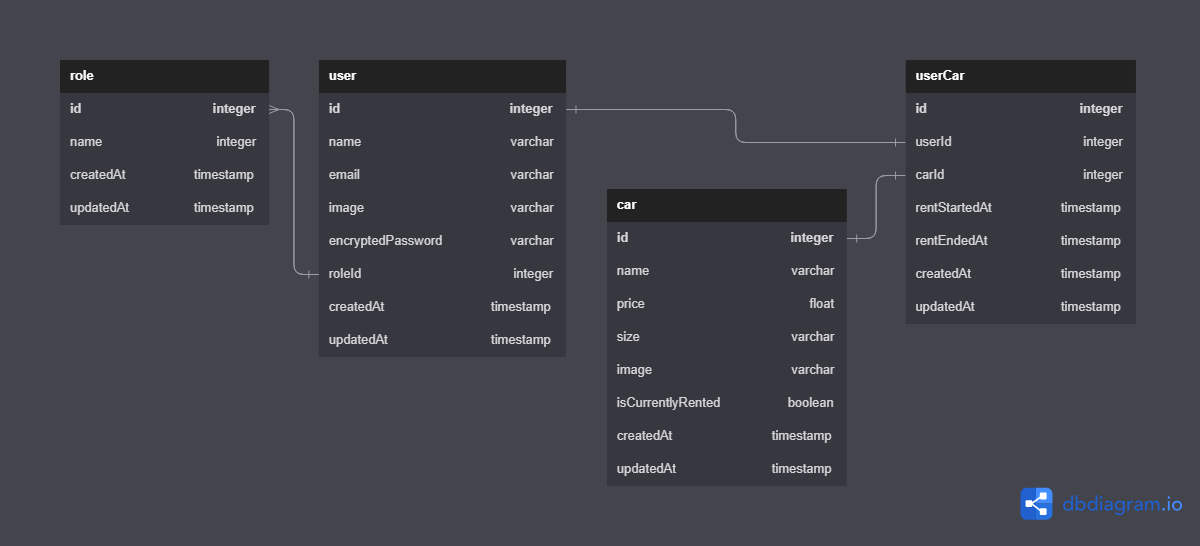 role
id integer
name integer
createdAt timestamp
updatedAt timestamp
user
id integer
name varchar
email varchar
image varchar
encryptedPassword varchar
roleId integer
createdAt timestamp
updatedAt timestamp
car
id integer
name varchar
price float
size varchar
image varchar
isCurrentlyRented boolean
createdAt timestamp
updatedAt timestamp
userCar
id integer
userId integer
carId integer
rentStartedAt timestamp
rentEndedAt timestamp
createdAt timestamp
updatedAt timestamp
dbdiagram.io